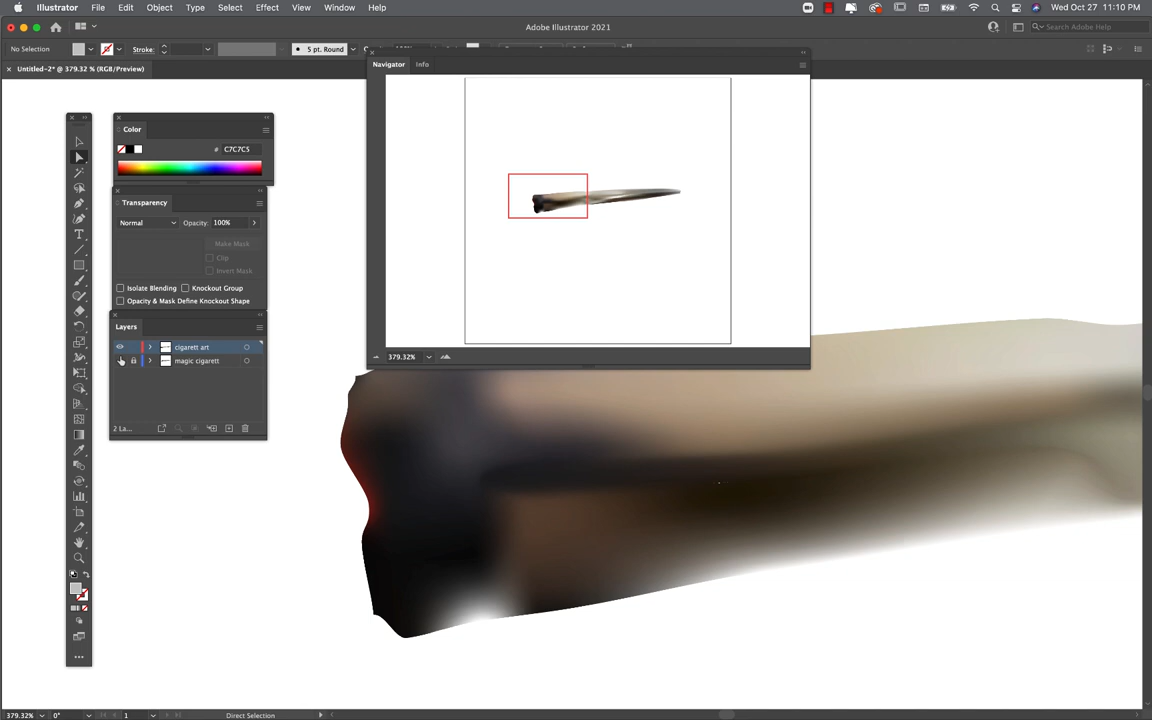 Illustrator File Edit Object Type Select Effect View Window Help Wed Oct 27 11:10 PM
Adobe Illustrator 2021
Search Adobe Help
No Selection Stroke: 5 pt. Round
Untitled-2* @ 379.32 % (RGB/Preview)
Navigator Info
Color
# C7C7C5
Transparency
Normal Opacity: 100%
Make Mask
Clip
Invert Mask
Isolate Blending Knockout Group
Opacity & Mask Define Knockout Shape
Layers
cigarett art
magic cigarett
379.32%
2 La...
379.32% 0° 1 Direct Selection